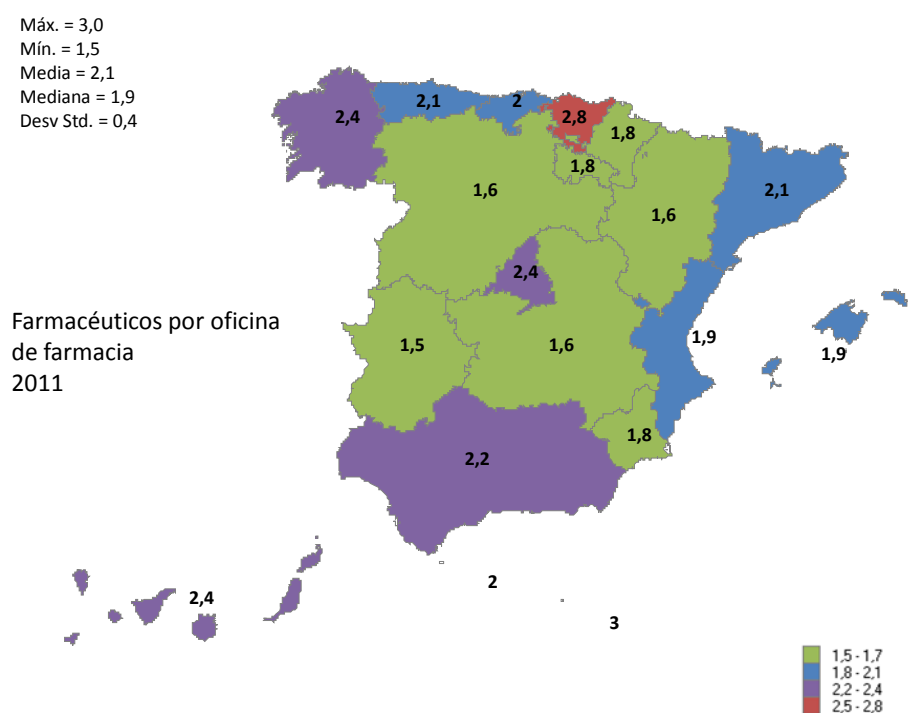 Máx. = 3,0
Mín. = 1,5
Media = 2,1
Mediana = 1,9
Desv Std. = 0,4
2,4
2,1
2
2,8
1,8
1,8
1,6
1,6
2,1
2,4
Farmacéuticos por oficina
de farmacia
2011
1,5
1,6
1,9
1,9
1,8
2,2
2
2,4
3
1,5 - 1,7
1,8 - 2,1
2,2 - 2,4
2,5 - 2,8